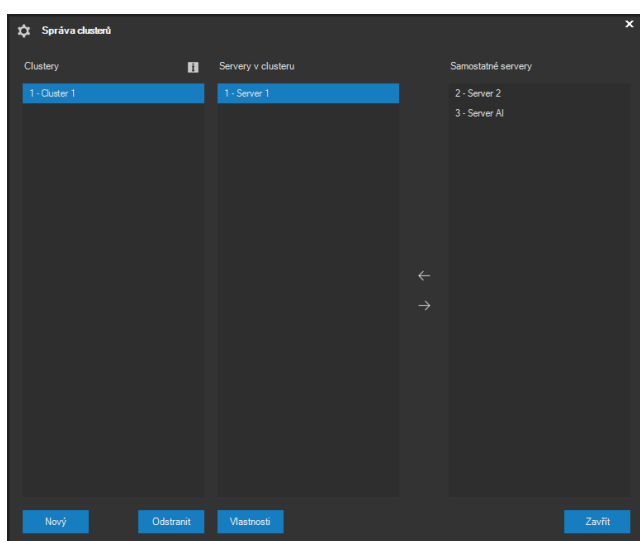 Správa clusterů
Clustery
Servery v clusteru
Samostatné servery
1 - Cluster 1
1 - Server 1
2 - Server 2
3 - Server AI
Nový
Odstranit
Vlastnosti
Zavřít